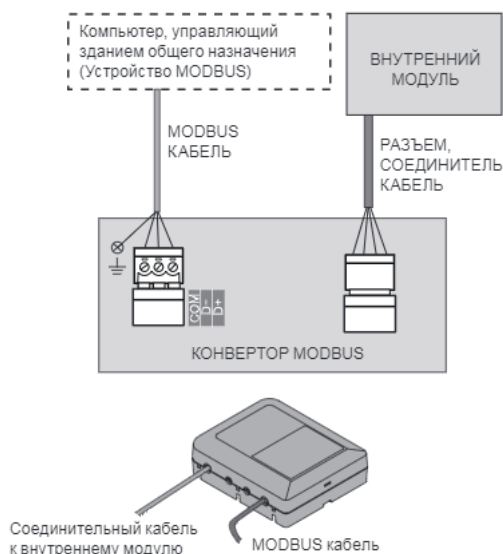 Компьютер, управляющий
зданием общего назначения
(Устройство MODBUS)
ВНУТРЕННИЙ
МОДУЛЬ
MODBUS
КАБЕЛЬ
РАЗЪЕМ,
СОЕДИНИТЕЛЬ
КАБЕЛЬ
COM
D-
D+
КОНВЕРТОР MODBUS
Соединительный кабель
к внутреннему модулю
MODBUS кабель